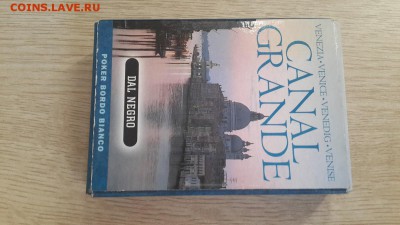 COINS.LAVE.RU
VENEZIA • VENICE • VENEDIG • VENISE
CANAL
GRANDE
DAL NEGRO
POKER BORDO BIANCO